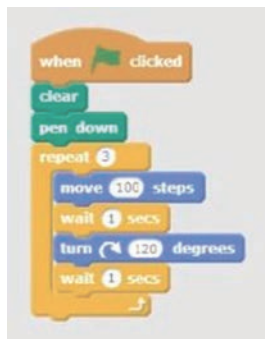 when clicked
clear
pen down
repeat 3
move 100 steps
wait 1 secs
turn 120 degrees
wait 1 secs